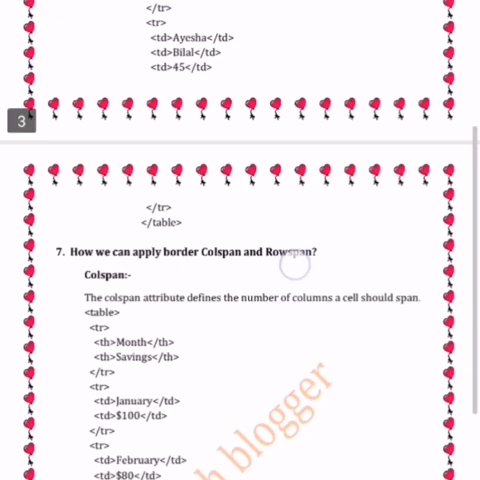 </tr>
<tr>
<td>Ayesha</td>
<td>Bilal</td>
<td>45</td>
3
</tr>
</table>
7. How we can apply border Colspan and Rowspan?
Colspan:-
The colspan attribute defines the number of columns a cell should span.
<table>
<tr>
<th>Month</th>
<th>Savings</th>
</tr>
<tr>
<td>January</td>
<td>$100</td>
</tr>
<tr>
<td>February</td>
<td>$80</td>
h blogger